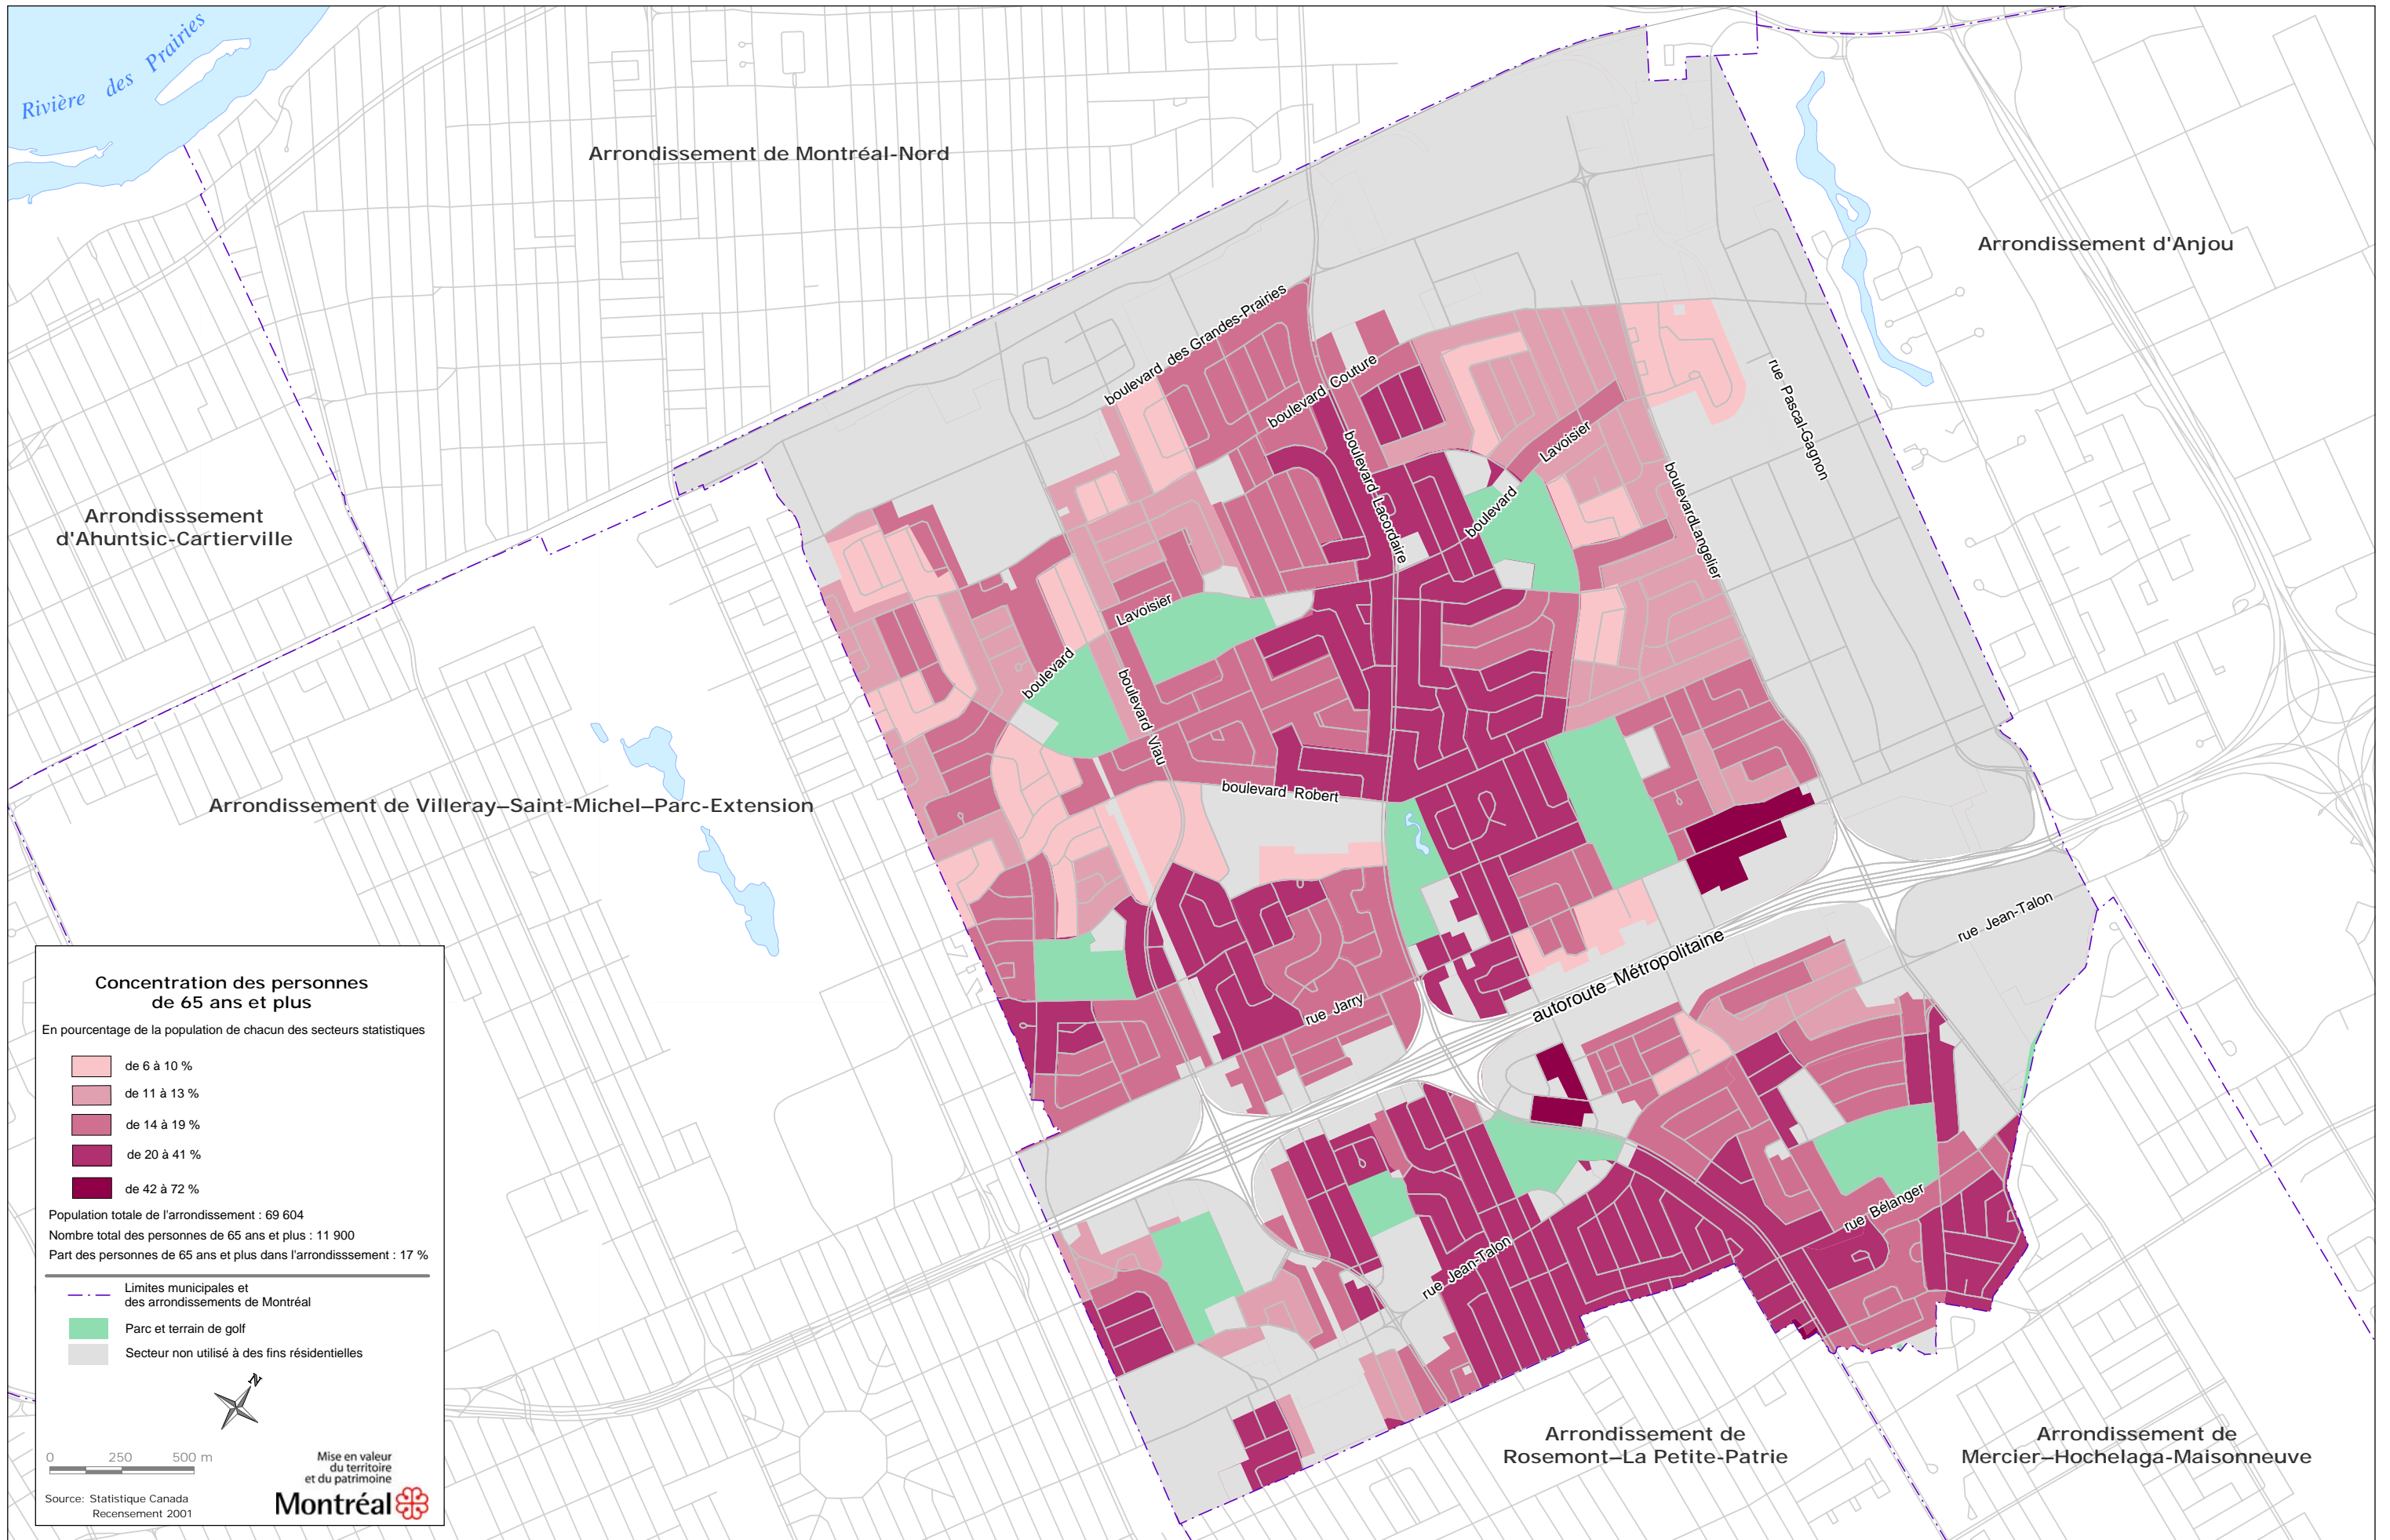 Rivière des Prairies
Arrondissement de Montréal-Nord
Arrondissement d'Anjou
Arrondisssement
d'Ahuntsic-Cartierville
Arrondissement de Villeray–Saint-Michel–Parc-Extension
boulevard des Grandes-Prairies
boulevard Couture
boulevard Lacordaire
boulevard Lavoisier
boulevard Langelier
rue Pascal-Gagnon
boulevard Lavoisier
boulevard Viau
boulevard Robert
rue Jarry
autoroute Métropolitaine
rue Jean-Talon
rue Jean-Talon
rue Bélanger
Arrondissement de
Rosemont–La Petite-Patrie
Arrondissement de
Mercier–Hochelaga-Maisonneuve
Concentration des personnes
de 65 ans et plus
En pourcentage de la population de chacun des secteurs statistiques
de 6 à 10 %
de 11 à 13 %
de 14 à 19 %
de 20 à 41 %
de 42 à 72 %
Population totale de l'arrondissement : 69 604
Nombre total des personnes de 65 ans et plus : 11 900
Part des personnes de 65 ans et plus dans l'arrondisssement : 17 %
Limites municipales et
des arrondissements de Montréal
Parc et terrain de golf
Secteur non utilisé à des fins résidentielles
N
0 250 500 m
Mise en valeur
du territoire
et du patrimoine
Montréal
Source: Statistique Canada
Recensement 2001